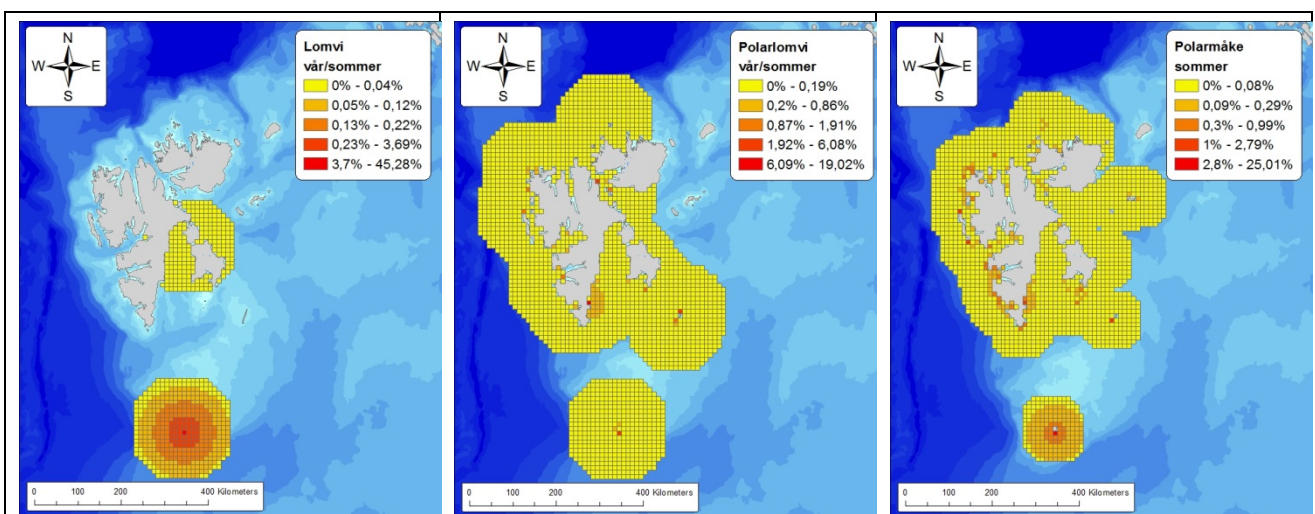 N
W E
S
Lomvi
vår/sommer
0% - 0,04%
0,05% - 0,12%
0,13% - 0,22%
0,23% - 3,69%
3,7% - 45,28%
0 200 400 Kilometers
N
W E
S
Polarlomvi
vår/sommer
0% - 0,19%
0,2% - 0,86%
0,87% - 1,91%
1,92% - 6,08%
6,09% - 19,02%
0 200 400 Kilometers
N
W E
S
Polarmåke
sommer
0% - 0,08%
0,09% - 0,29%
0,3% - 0,99%
1% - 2,79%
2,8% - 25,01%
0 200 400 Kilometers